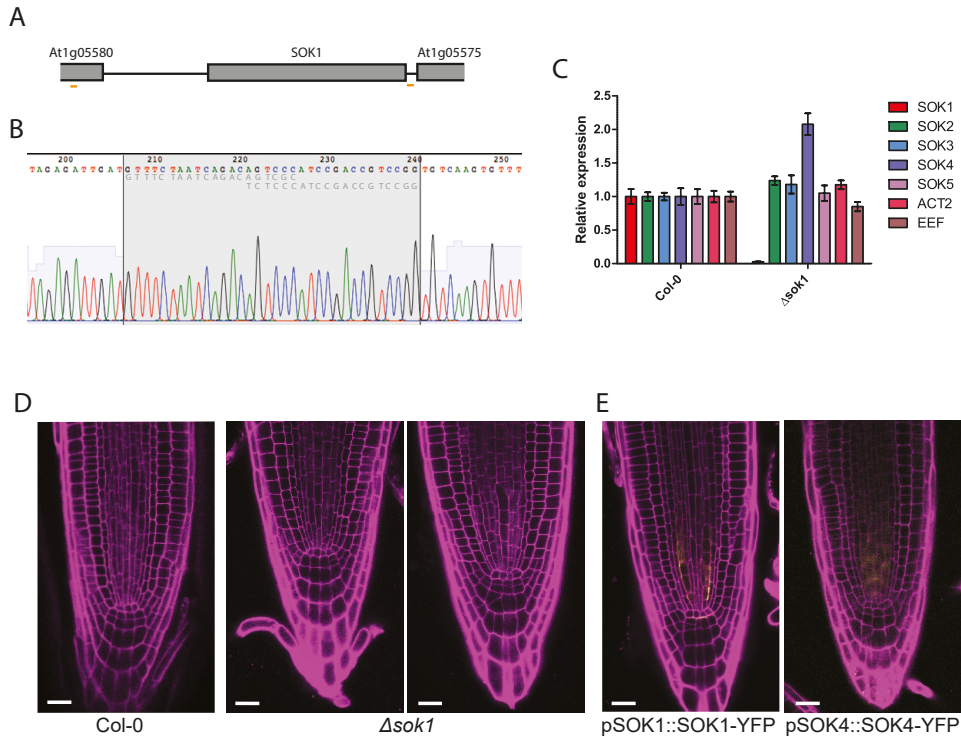 A
At1g05580 SOK1 At1g05575
B
200 210 220 230 240 250
TAGAGATTGATGTTTCTAATCAGACAGTCCCATCCGACCGTCCGGTGTCAACTGTTT
GTTTCTAATCAGACAGTCGC
TCTCCCATCCGACCGTCCGG
C
Relative expression
2.5
2.0
1.5
1.0
0.5
0.0
Col-0
Δsok1
SOK1
SOK2
SOK3
SOK4
SOK5
ACT2
EEF
D
Col-0
Δsok1
E
pSOK1::SOK1-YFP
pSOK4::SOK4-YFP